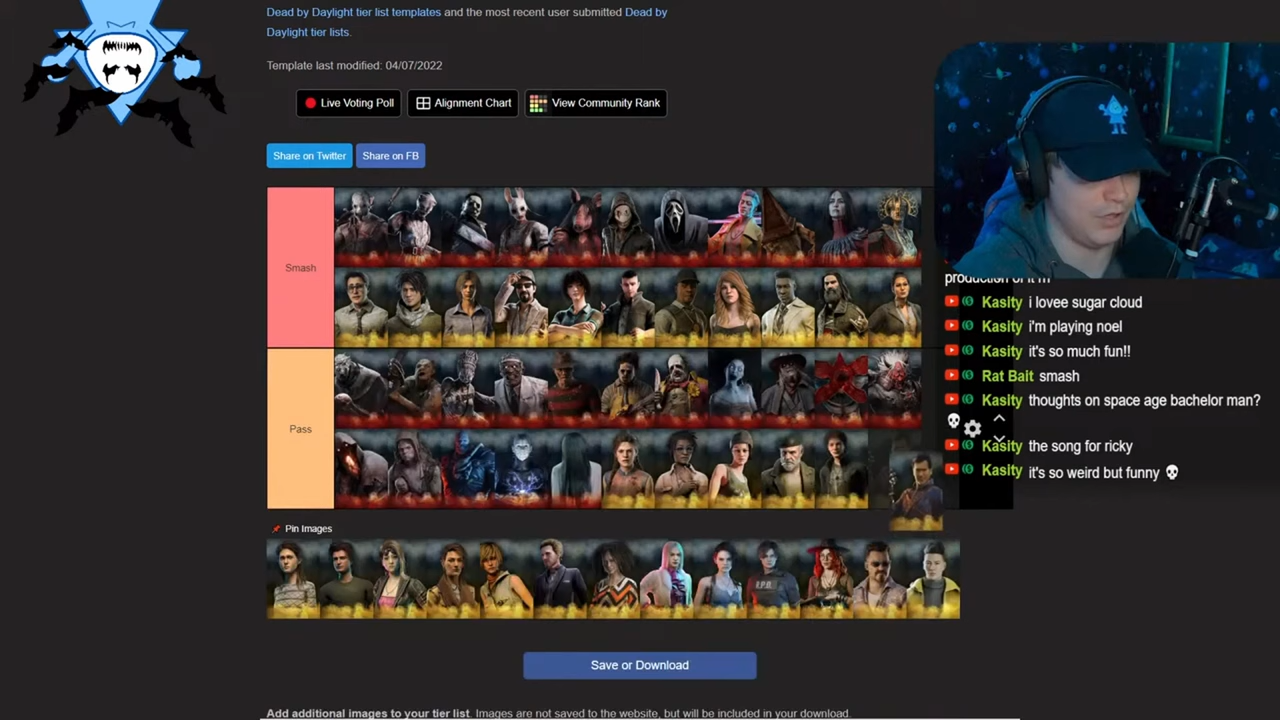 Dead by Daylight tier list templates and the most recent user submitted Dead by
Daylight tier lists.
Template last modified: 04/07/2022
Live Voting Poll
Alignment Chart
View Community Rank
Share on Twitter
Share on FB
Smash
Pass
Pin Images
Save or Download
Add additional images to your tier list. Images are not saved to the website, but will be included in your download.
Kasity i lovee sugar cloud
Kasity i'm playing noel
Kasity it's so much fun!!
Rat Bait smash
Kasity thoughts on space age bachelor man?
💀
Kasity the song for ricky
Kasity it's so weird but funny 💀